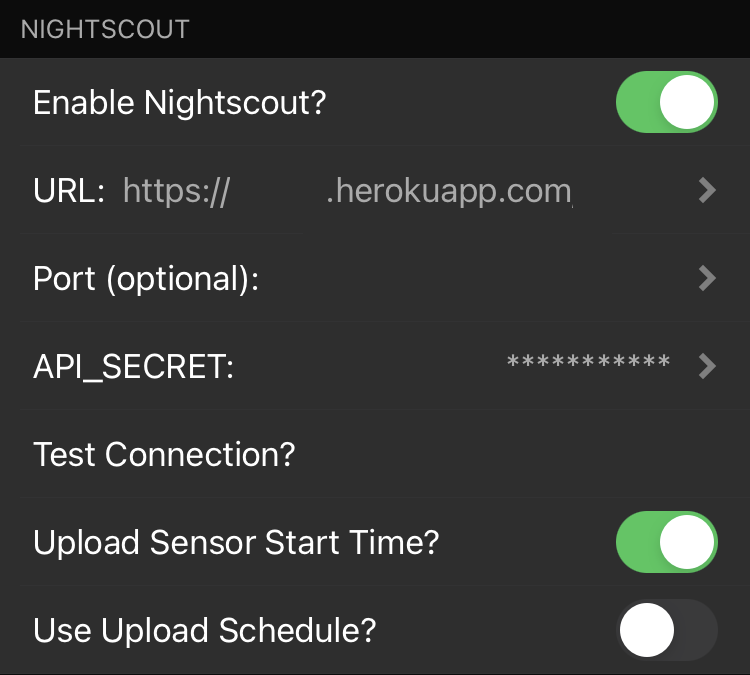 NIGHTSCOUT
Enable Nightscout?
URL: https:// .herokuapp.com
Port (optional):
API_SECRET: ***********
Test Connection?
Upload Sensor Start Time?
Use Upload Schedule?